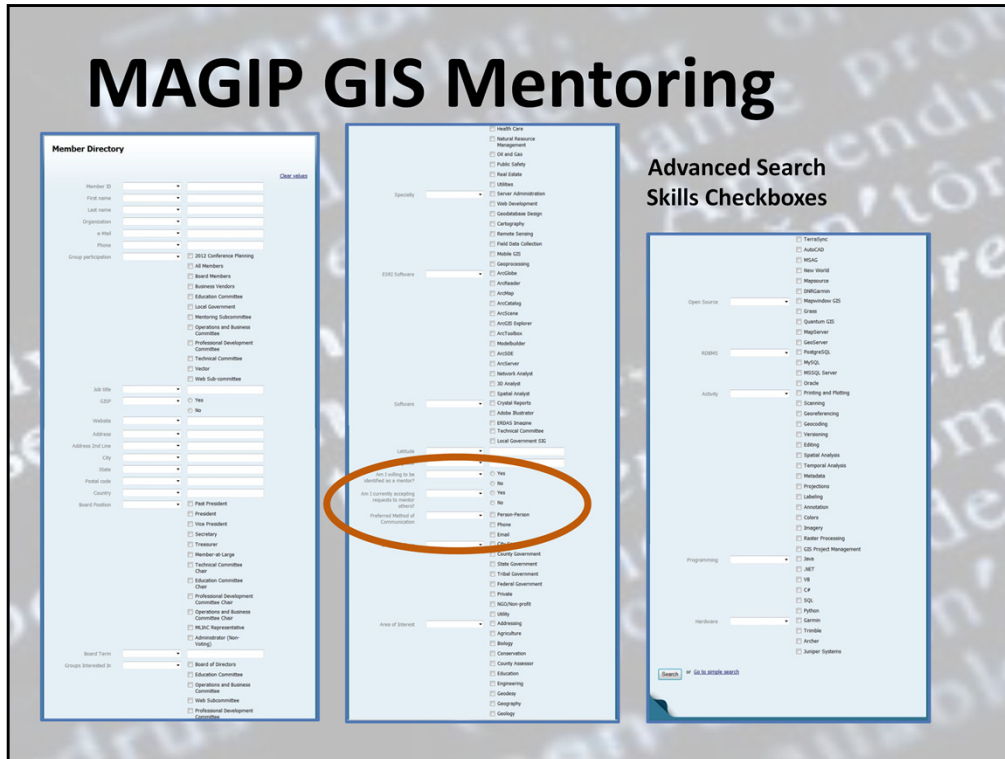 MAGIP GIS Mentoring
Member Directory
Clear values
Member ID
First name
Last name
Organization
e Mail
Phone
Group participation
2012 Conference Planning
All Members
Board Members
Business Vendors
Education Committee
Local Government
Mentoring Subcommittee
Operations and Business
Committee
Professional Development
Committee
Technical Committee
Vector
Web Sub-committee
Job title
GISP
Yes
No
Website
Address
Address 2nd Line
City
State
Postal code
Country
Board Position
Past President
President
Vice President
Secretary
Treasurer
Member-at-Large
Technical Committee
Chair
Education Committee
Chair
Professional Development
Committee Chair
Operations and Business
Committee Chair
MLIAC Representative
Administrator (Non-
Voting)
Board Term
Groups Interested In
Board of Directors
Education Committee
Operations and Business
Committee
Web Subcommittee
Professional Development
Committee
Health Care
Natural Resource
Management
Oil and Gas
Public Safety
Real Estate
Utilities
Specialty
Server Administration
Web Development
Geodatabase Design
Cartography
Remote Sensing
Field Data Collection
Mobile GIS
Geoprocessing
ESRI Software
ArcGlobe
ArcReader
ArcMap
ArcCatalog
ArcScene
ArcGIS Explorer
ArcToolbox
Modelbuilder
ArcSDE
ArcServer
Network Analyst
3D Analyst
Spatial Analyst
Software
Crystal Reports
Adobe Illustrator
ERDAS Imagine
Technical Committee
Local Government SIG
Latitude
Am I willing to be
identified as a mentor?
Yes
No
Am I currently accepting
requests to mentor
others?
Yes
No
Preferred Method of
Communication
Person-Person
Phone
Email
County Government
State Government
Tribal Government
Federal Government
Private
NGO/Non-profit
Utility
Area of Interest
Addressing
Agriculture
Biology
Conservation
County Assessor
Education
Engineering
Geodesy
Geography
Geology
Advanced Search
Skills Checkboxes
TerraSync
AutoCAD
MSAG
New World
Mapsource
DNRGarmin
Open Source
Mapwindow GIS
Grass
Quantum GIS
MapServer
GeoServer
RDBMS
PostgreSQL
MySQL
MSSQL Server
Oracle
Activity
Printing and Plotting
Scanning
Georeferencing
Geocoding
Versioning
Editing
Spatial Analysis
Temporal Analysis
Metadata
Projections
Labeling
Annotation
Colors
Imagery
Raster Processing
GIS Project Management
Programming
Java
.NET
VB
C#
SQL
Python
Hardware
Garmin
Trimble
Archer
Juniper Systems
Search or Go to simple search